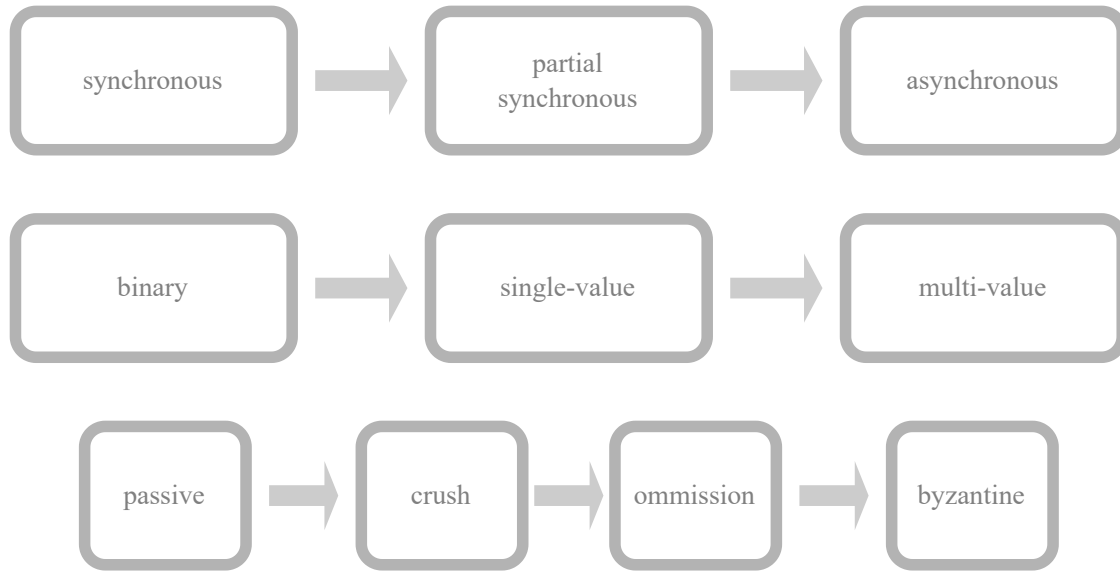 synchronous
partial
synchronous
asynchronous
binary
single-value
multi-value
passive
crush
ommission
byzantine